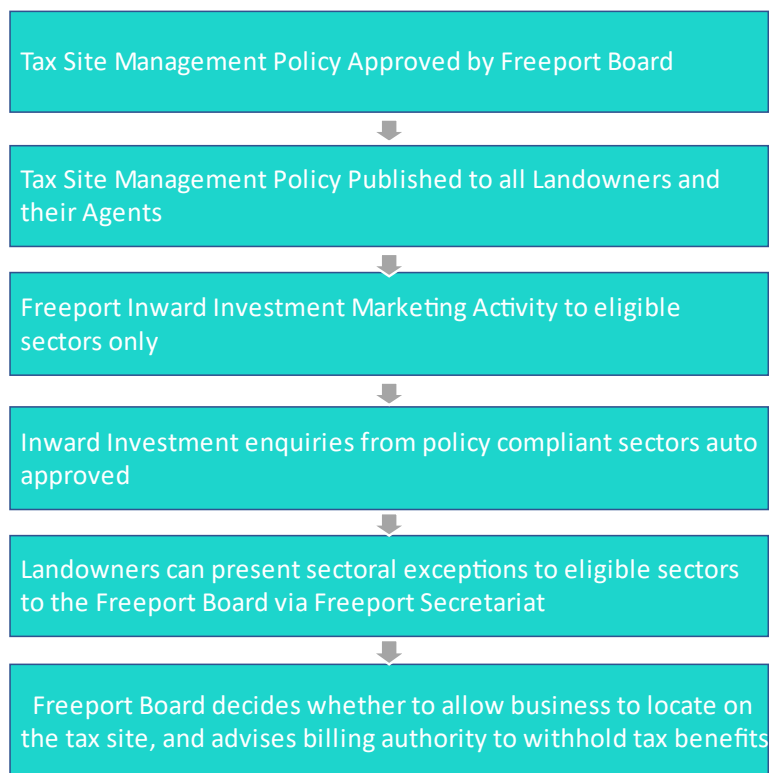 Tax Site Management Policy Approved by Freeport Board
Tax Site Management Policy Published to all Landowners and
their Agents
Freeport Inward Investment Marketing Activity to eligible
sectors only
Inward Investment enquiries from policy compliant sectors auto
approved
Landowners can present sectoral exceptions to eligible sectors
to the Freeport Board via Freeport Secretariat
Freeport Board decides whether to allow business to locate on
the tax site, and advises billing authority to withhold tax benefits